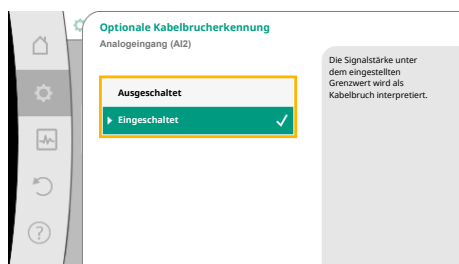 Optionale Kabelbrucherkennung
Analogeingang (AI2)
Die Signalstärke unter
dem eingestellten
Grenzwert wird als
Kabelbruch interpretiert.
Ausgeschaltet
Eingeschaltet
?